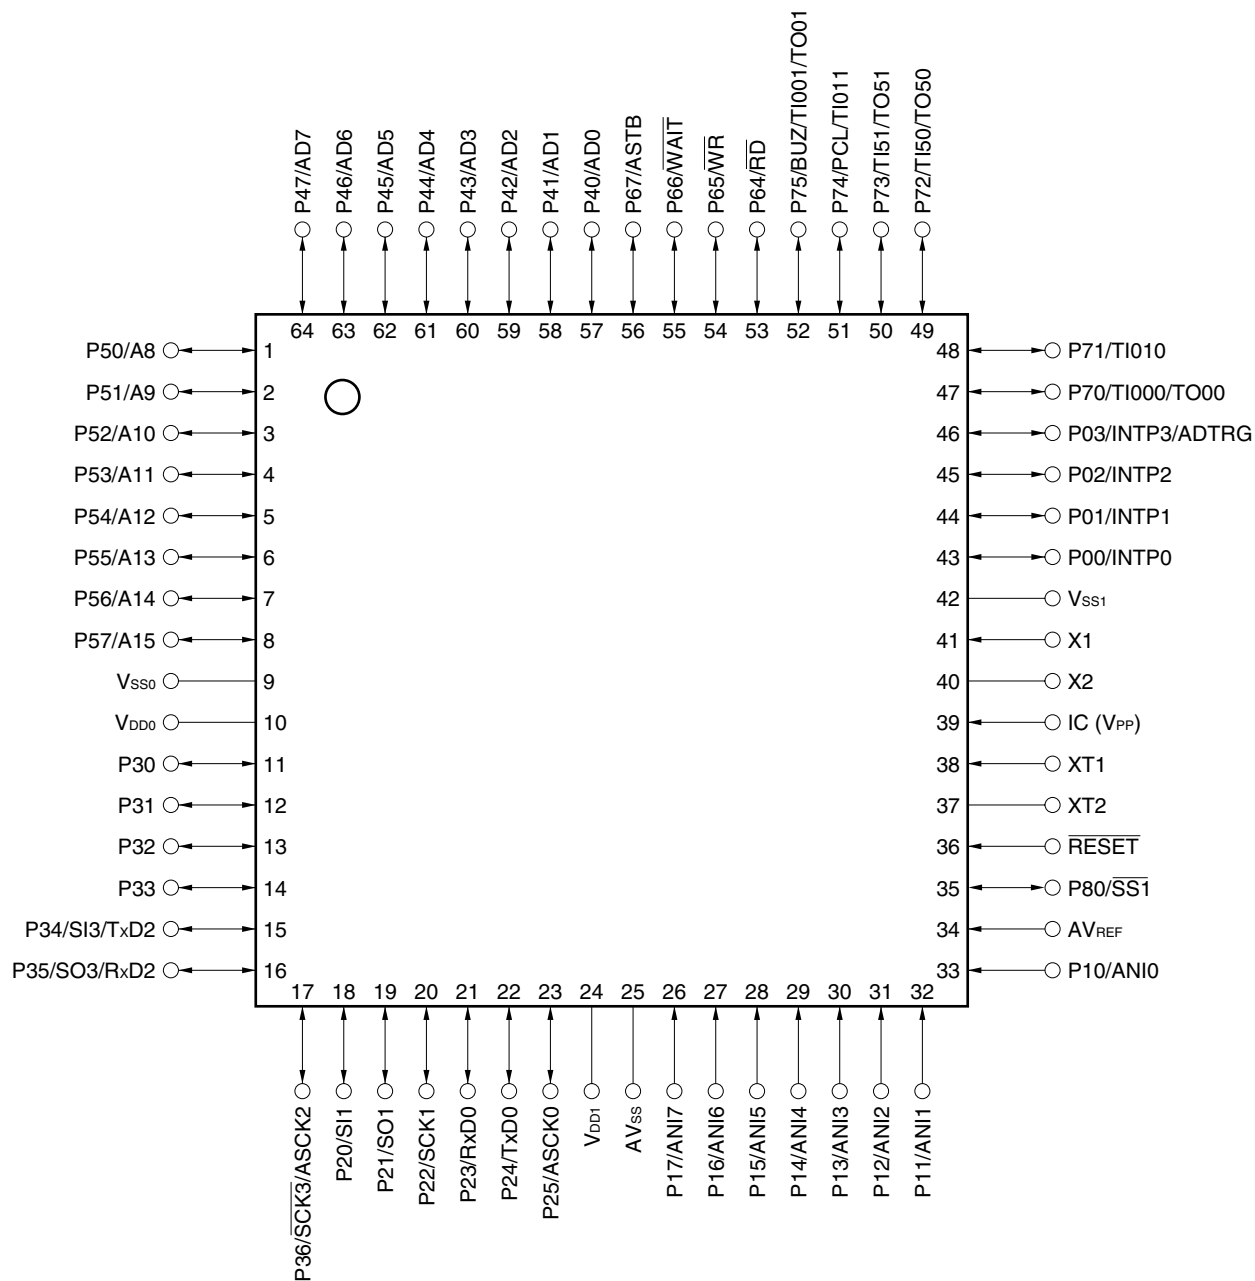 P47/AD7
P46/AD6
P45/AD5
P44/AD4
P43/AD3
P42/AD2
P41/AD1
P40/AD0
P67/ASTB
P66/W̅A̅I̅T̅
P65/W̅R̅
P64/R̅D̅
P75/BUZ/TI001/TO01
P74/PCL/TI011
P73/TI51/TO51
P72/TI50/TO50
64 63 62 61 60 59 58 57 56 55 54 53 52 51 50 49
P50/A8 1
P51/A9 2
P52/A10 3
P53/A11 4
P54/A12 5
P55/A13 6
P56/A14 7
P57/A15 8
VSS0 9
VDD0 10
P30 11
P31 12
P32 13
P33 14
P34/SI3/TxD2 15
P35/SO3/RxD2 16
48 P71/TI010
47 P70/TI000/TO00
46 P03/INTP3/ADTRG
45 P02/INTP2
44 P01/INTP1
43 P00/INTP0
42 VSS1
41 X1
40 X2
39 IC (VPP)
38 XT1
37 XT2
36 R̅E̅S̅E̅T̅
35 P80/S̅S̅1̅
34 AVREF
33 P10/ANI0
17 18 19 20 21 22 23 24 25 26 27 28 29 30 31 32
P36/S̅C̅K̅3̅/ASCK2
P20/SI1
P21/SO1
P22/SCK1
P23/RxD0
P24/TxD0
P25/ASCK0
VDD1
AVSS
P17/ANI7
P16/ANI6
P15/ANI5
P14/ANI4
P13/ANI3
P12/ANI2
P11/ANI1